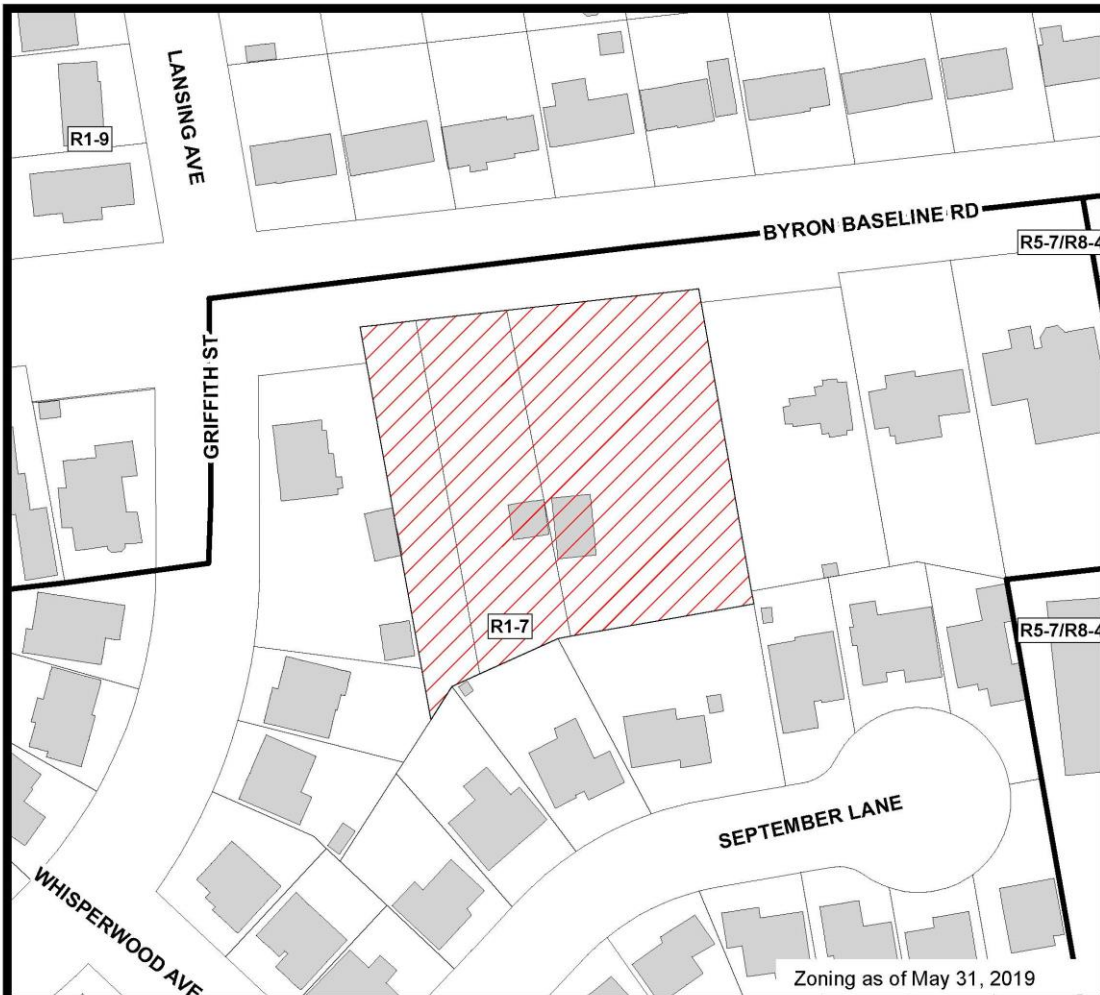 LANSING AVE
R1-9
BYRON BASELINE RD
R5-7/R8-4
GRIFFITH ST
R1-7
R5-7/R8-4
SEPTEMBER LANE
WHISPERWOOD AVE
Zoning as of May 31, 2019